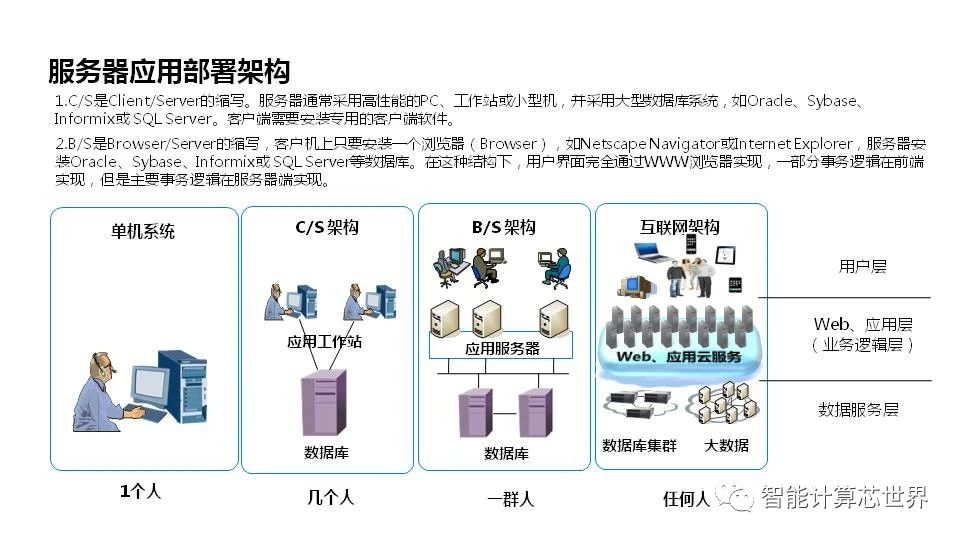 服务器应用部署架构
1.C/S是Client/Server的缩写。服务器通常采用高性能的PC、工作站或小型机，并采用大型数据库系统，如Oracle、Sybase、
Informix或 SQL Server。客户端需要安装专用的客户端软件。
2.B/S是Browser/Server的缩写，客户机上只要安装一个浏览器（Browser），如Netscape Navigator或Internet Explorer，服务器安
装Oracle、Sybase、Informix或 SQL Server等数据库。在这种结构下，用户界面完全通过WWW浏览器实现，一部分事务逻辑在前端
实现，但是主要事务逻辑在服务器端实现。
单机系统
C/S 架构
B/S 架构
互联网架构
用户层
应用工作站
应用服务器
Web、应用云服务
Web、应用层
（业务逻辑层）
数据服务层
数据库
数据库
数据库集群
大数据
1个人
几个人
一群人
任何人
智能计算芯世界